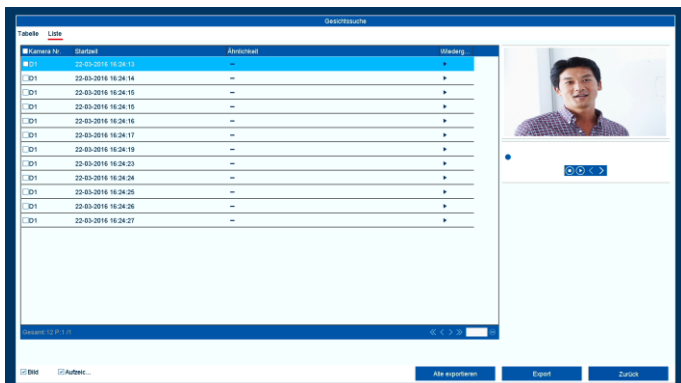 Gesichtssuche
Tabelle Liste
Kamera Nr. Startzeit Ähnlichkeit Wiederg...
D1 22-03-2016 16:24:13 –
D1 22-03-2016 16:24:14 –
D1 22-03-2016 16:24:15 –
D1 22-03-2016 16:24:15 –
D1 22-03-2016 16:24:16 –
D1 22-03-2016 16:24:17 –
D1 22-03-2016 16:24:19 –
D1 22-03-2016 16:24:23 –
D1 22-03-2016 16:24:24 –
D1 22-03-2016 16:24:25 –
D1 22-03-2016 16:24:26 –
D1 22-03-2016 16:24:27 –
Gesamt:12 P:1 /1
Bild Aufzeic... Alle exportieren Export Zurück